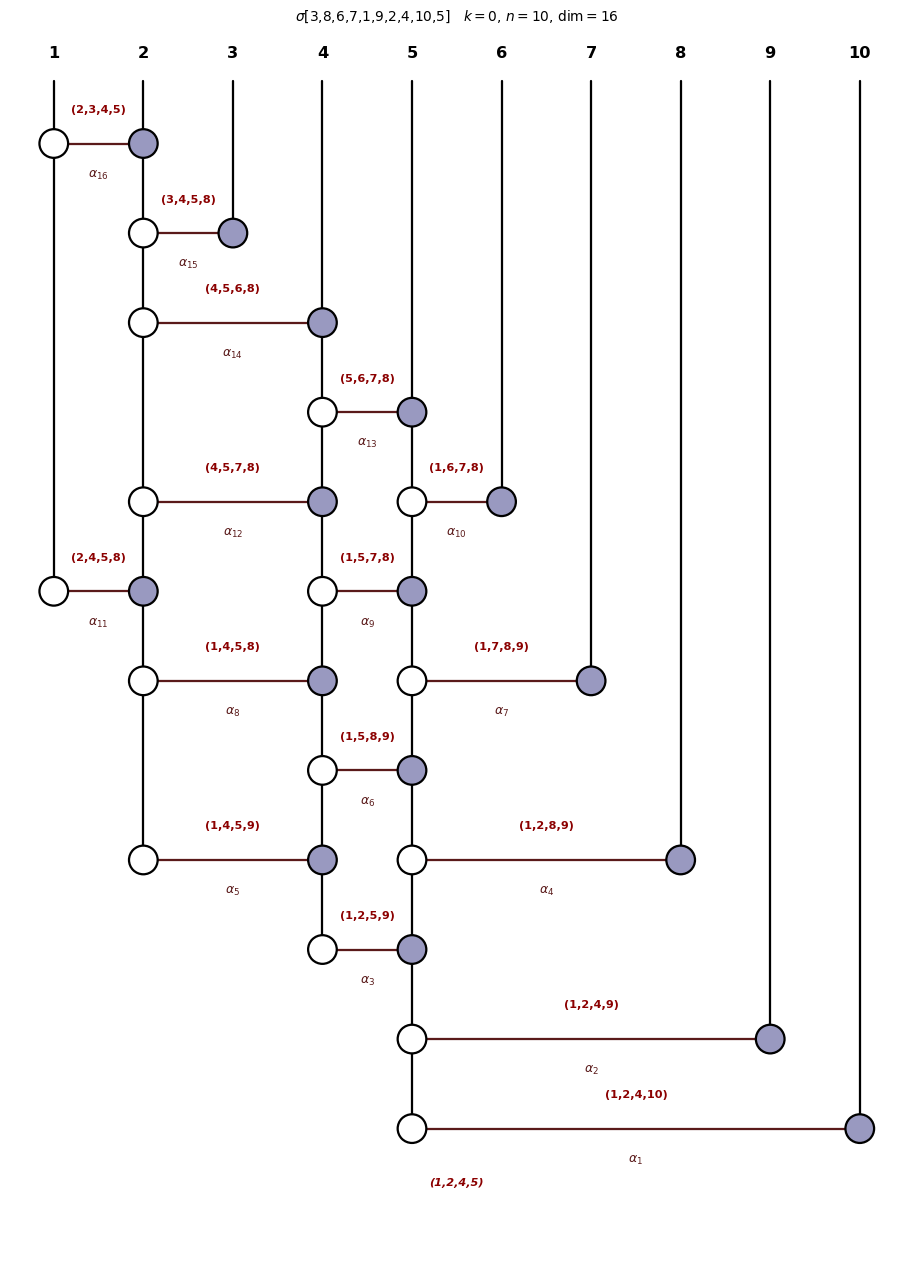 σ[3,8,6,7,1,9,2,4,10,5] k=0, n=10, dim=16
1 2 3 4 5 6 7 8 9 10
(2,3,4,5)
α16
(3,4,5,8)
α15
(4,5,6,8)
α14
(5,6,7,8)
α13
(4,5,7,8) (1,6,7,8)
α12 α10
(2,4,5,8) (1,5,7,8)
α11 α9
(1,4,5,8) (1,7,8,9)
α8 α7
(1,5,8,9)
α6
(1,4,5,9) (1,2,8,9)
α5 α4
(1,2,5,9)
α3
(1,2,4,9)
α2
(1,2,4,10)
α1
(1,2,4,5)